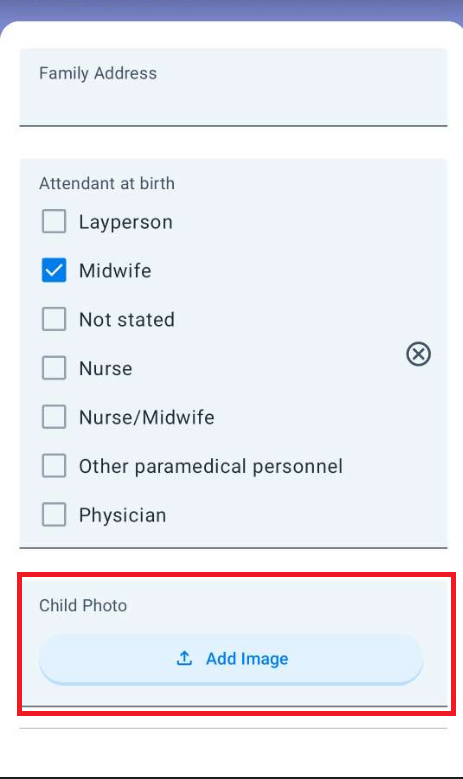 Family Address
Attendant at birth
Layperson
Midwife
Not stated
Nurse
Nurse/Midwife
Other paramedical personnel
Physician
Child Photo
Add Image